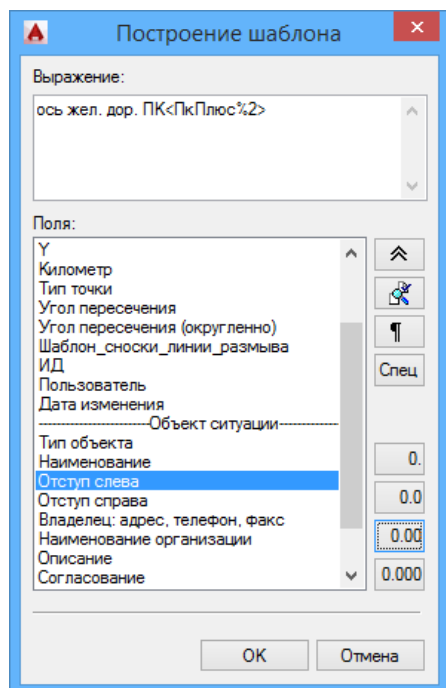 Построение шаблона
Выражение:
ось жел. дор. ПК<ПкПлюс%2>
Поля:
Y
Километр
Тип точки
Угол пересечения
Угол пересечения (округленно)
Шаблон_сноски_линии_размыва
ИД
Пользователь
Дата изменения
-------------------------Объект ситуации-------------
Тип объекта
Наименование
Отступ слева
Отступ справа
Владелец: адрес, телефон, факс
Наименование организации
Описание
Согласование
¶
Спец
0.
0.0
0.00
0.000
OK
Отмена